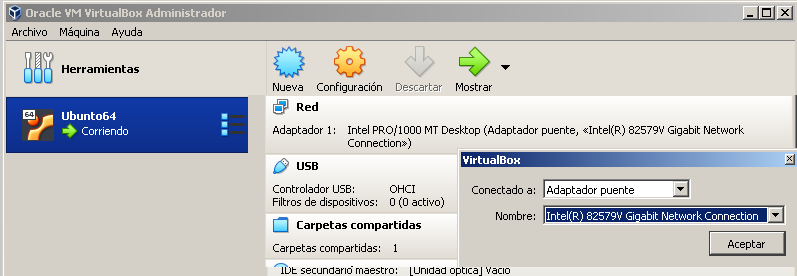 Oracle VM VirtualBox Administrador
Archivo Máquina Ayuda
Herramientas
Nueva Configuración Descartar Mostrar
64
Ubunto64
Corriendo
Red
Adaptador 1: Intel PRO/1000 MT Desktop (Adaptador puente, «Intel(R) 82579V Gigabit Network
Connection»)
USB
Controlador USB: OHCI
Filtros de dispositivos: 0 (0 activo)
Carpetas compartidas
Carpetas compartidas: 1
IDE secundario maestro: [Unidad óptica] Vacío
VirtualBox
Conectado a: Adaptador puente
Nombre: Intel(R) 82579V Gigabit Network Connection
Aceptar